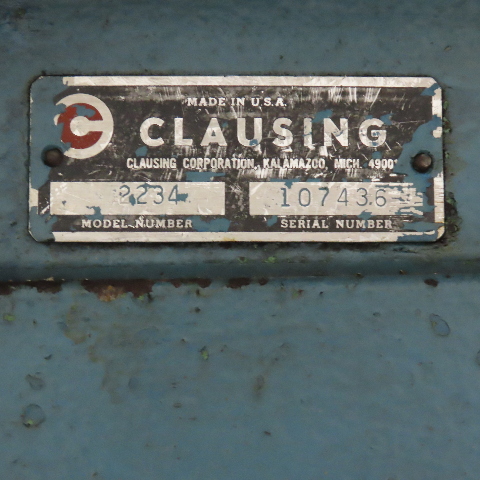 MADE IN U.S.A.
C CLAUSING
CLAUSING CORPORATION, KALAMAZOO, MICH. 4900
2234 107436
MODEL NUMBER SERIAL NUMBER